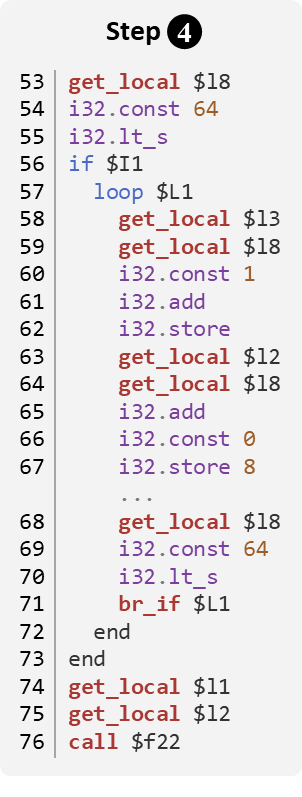 Step 4
53 get_local $l8
54 i32.const 64
55 i32.lt_s
56 if $I1
57 loop $L1
58 get_local $l3
59 get_local $l8
60 i32.const 1
61 i32.add
62 i32.store
63 get_local $l2
64 get_local $l8
65 i32.add
66 i32.const 0
67 i32.store 8
...
68 get_local $l8
69 i32.const 64
70 i32.lt_s
71 br_if $L1
72 end
73 end
74 get_local $l1
75 get_local $l2
76 call $f22